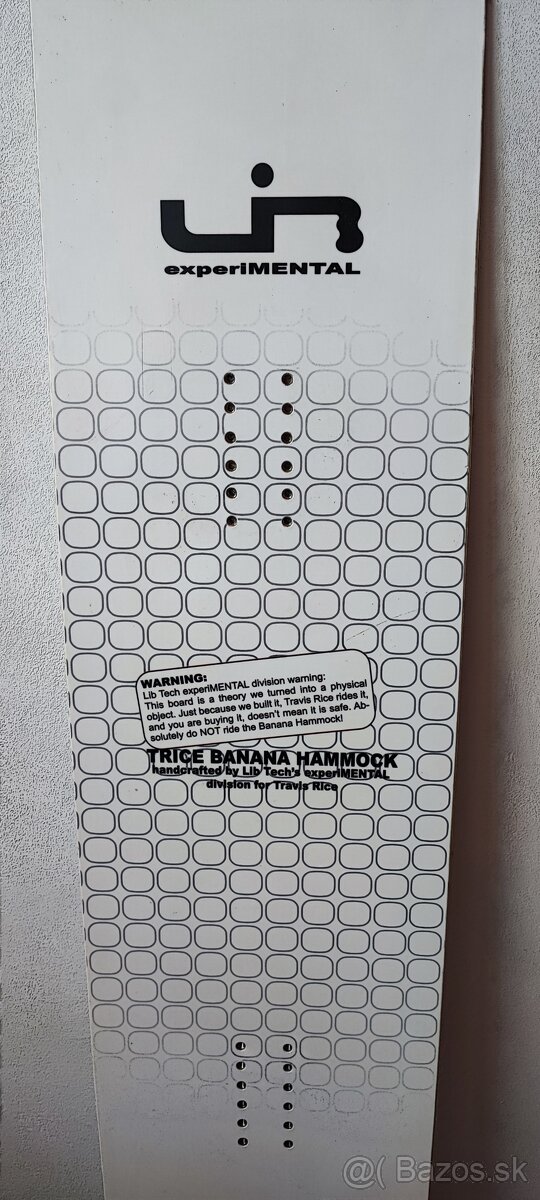 LIB
experiMENTAL
WARNING:
Lib Tech experiMENTAL division warning:
This board is a theory we turned into a physical
object. Just because we built it, Travis Rice rides it,
and you are buying it, doesn't mean it is safe. Ab-
solutely do NOT ride the Banana Hammock!
TRICE BANANA HAMMOCK
handcrafted by Lib Tech's experiMENTAL
division for Travis Rice
@ Bazos.sk